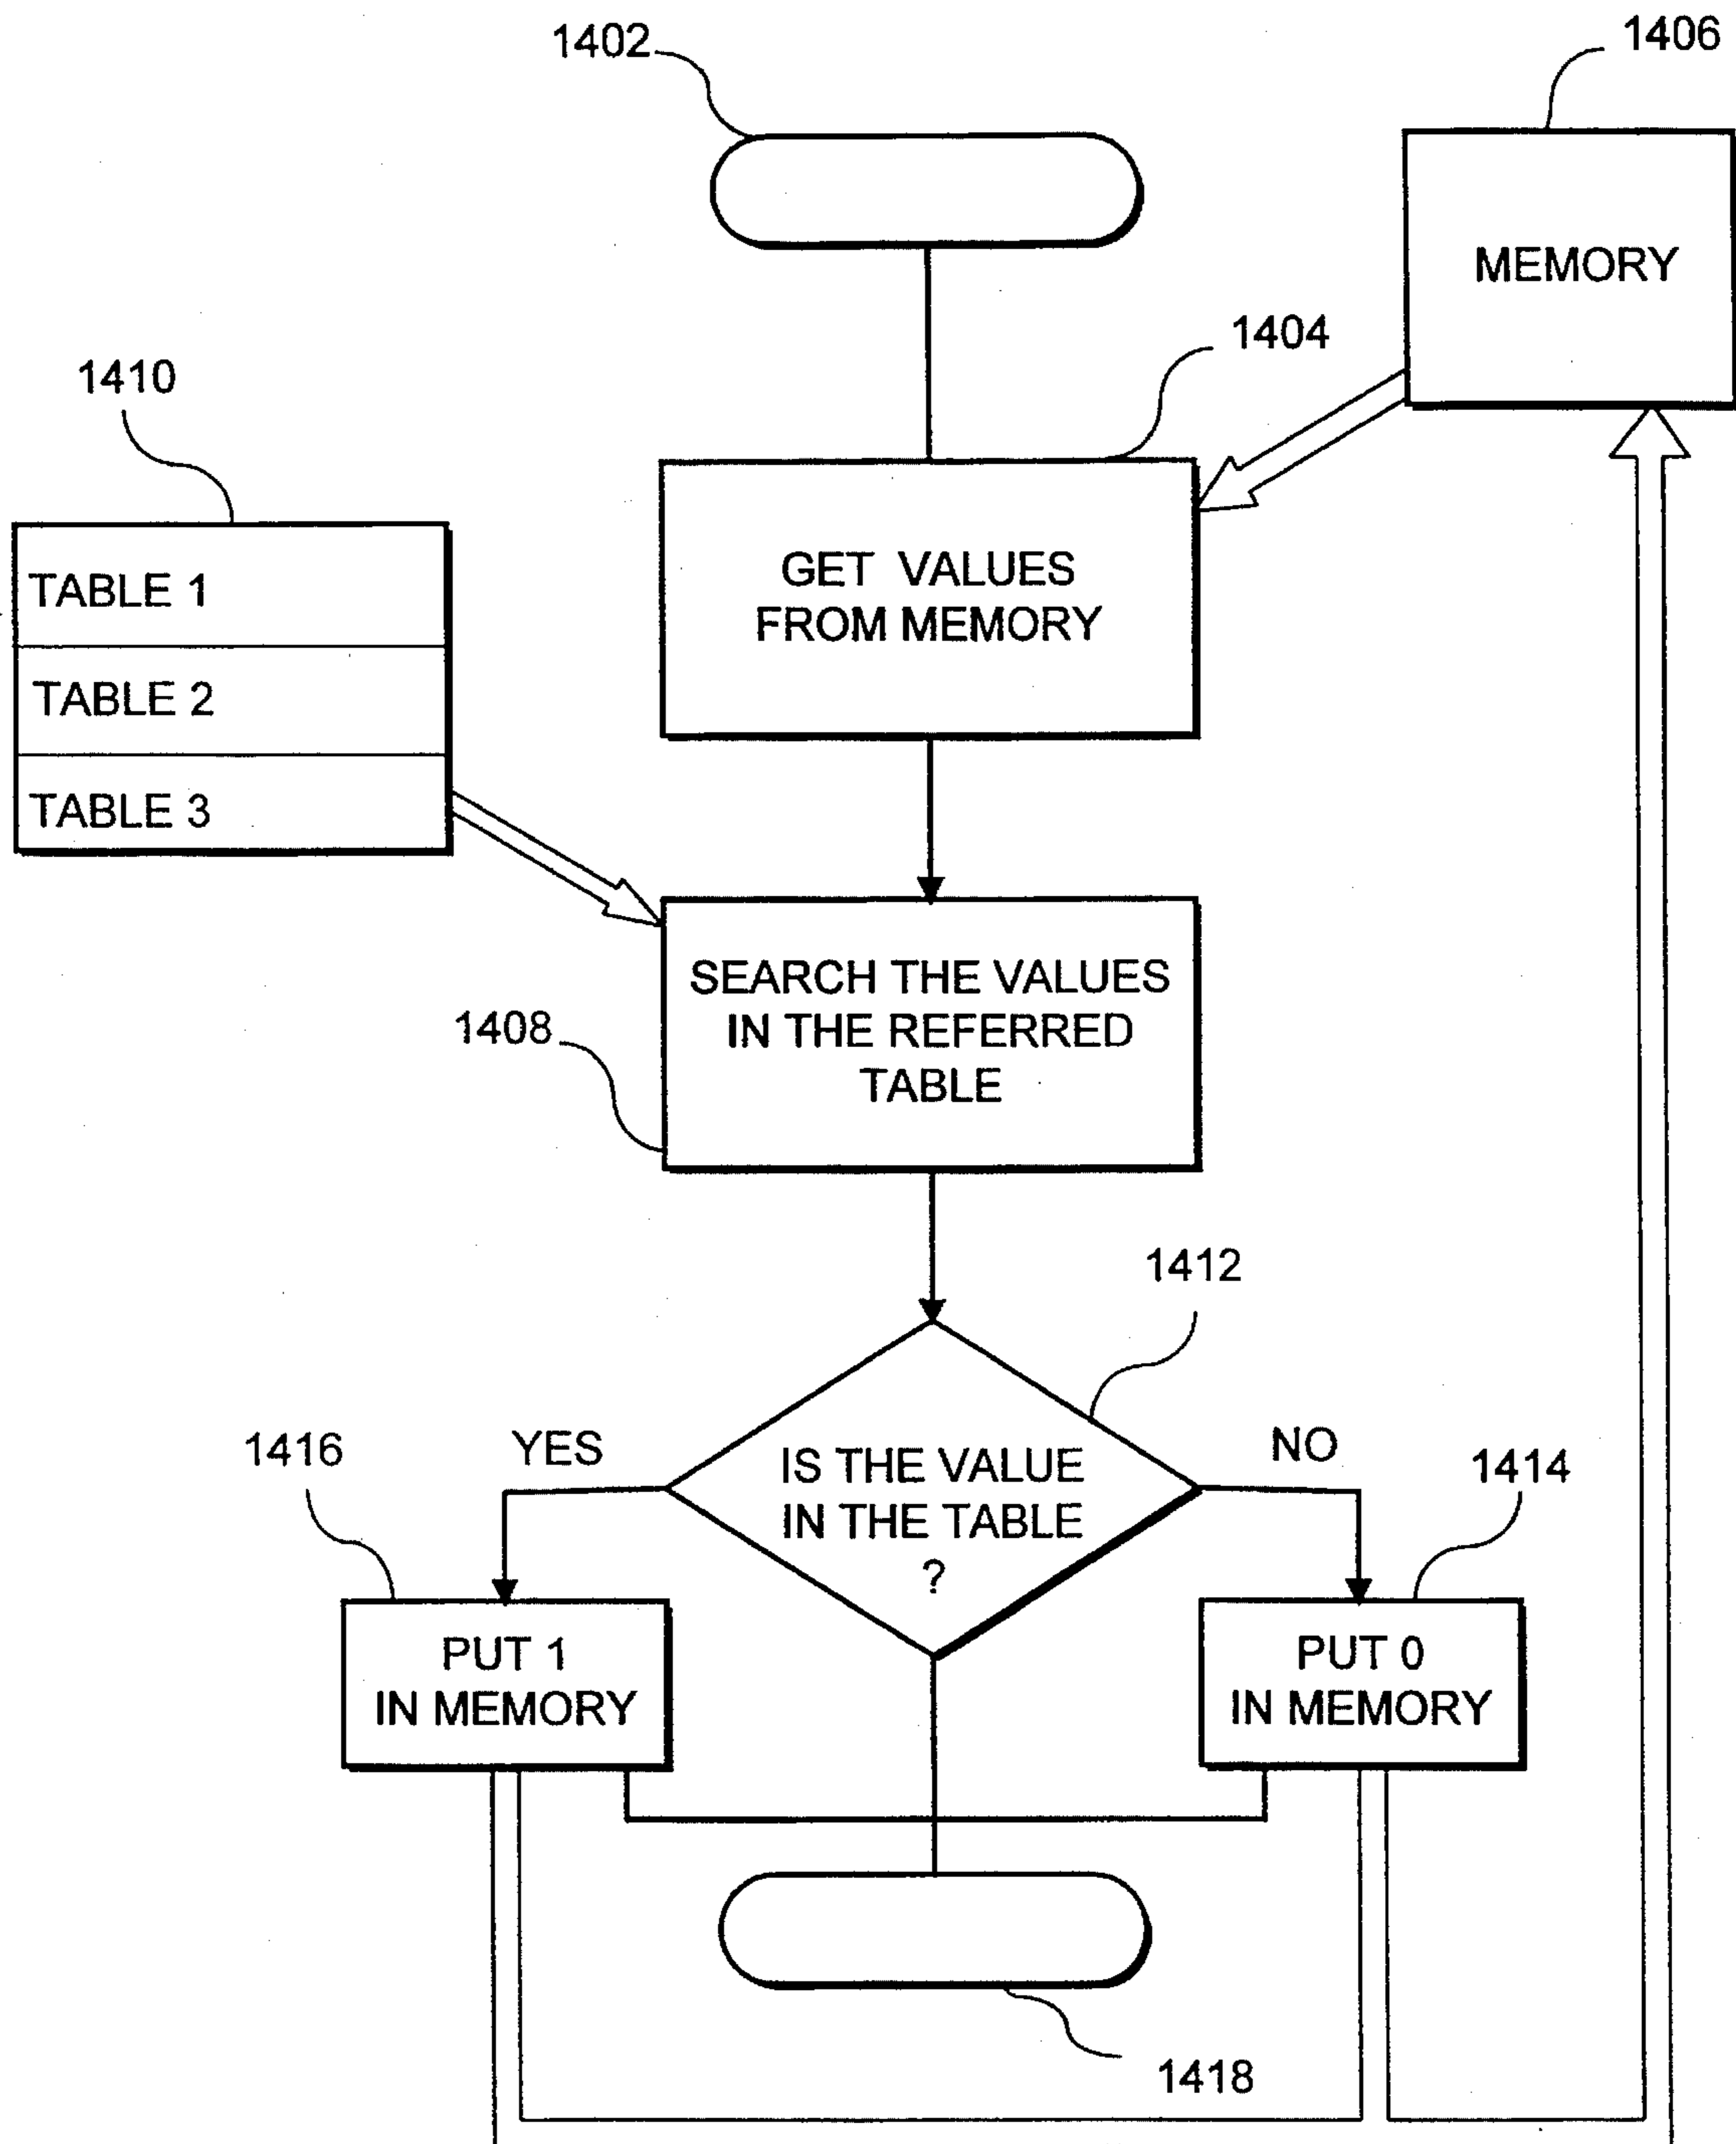 1402
1406
MEMORY
1404
1410
GET VALUES
FROM MEMORY
TABLE 1
TABLE 2
TABLE 3
SEARCH THE VALUES
IN THE REFERRED
TABLE
1408
1412
YES
NO
1416
1414
IS THE VALUE
IN THE TABLE
?
PUT 1
IN MEMORY
PUT 0
IN MEMORY
1418